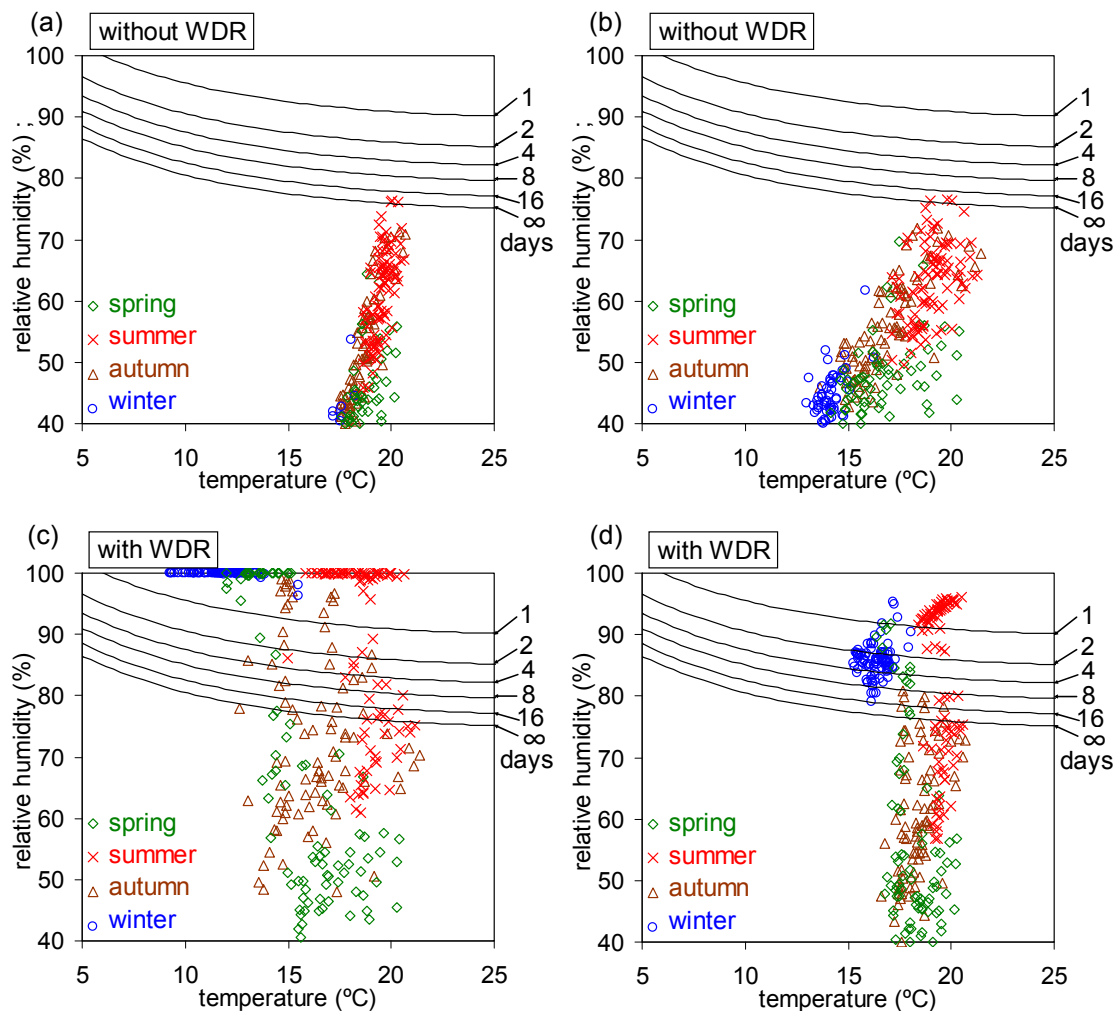 (a) without WDR
100
90
80
70
60
50
40
relative humidity (%)
1
2
4
8
16
∞
days
spring
summer
autumn
winter
5 10 15 20 25
temperature (ºC)
(b) without WDR
100
90
80
70
60
50
40
relative humidity (%)
1
2
4
8
16
∞
days
spring
summer
autumn
winter
5 10 15 20 25
temperature (ºC)
(c) with WDR
100
90
80
70
60
50
40
relative humidity (%)
1
2
4
8
16
∞
days
spring
summer
autumn
winter
5 10 15 20 25
temperature (ºC)
(d) with WDR
100
90
80
70
60
50
40
relative humidity (%)
1
2
4
8
16
∞
days
spring
summer
autumn
winter
5 10 15 20 25
temperature (ºC)